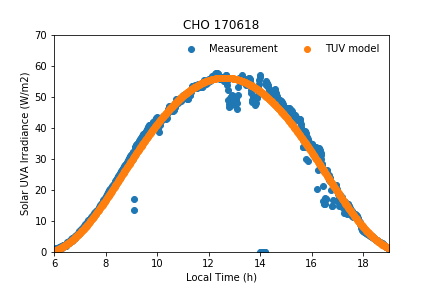 CHO 170618
Measurement TUV model
Solar UVA Irradiance (W/m2)
70
60
50
40
30
20
10
0
6 8 10 12 14 16 18
Local Time (h)